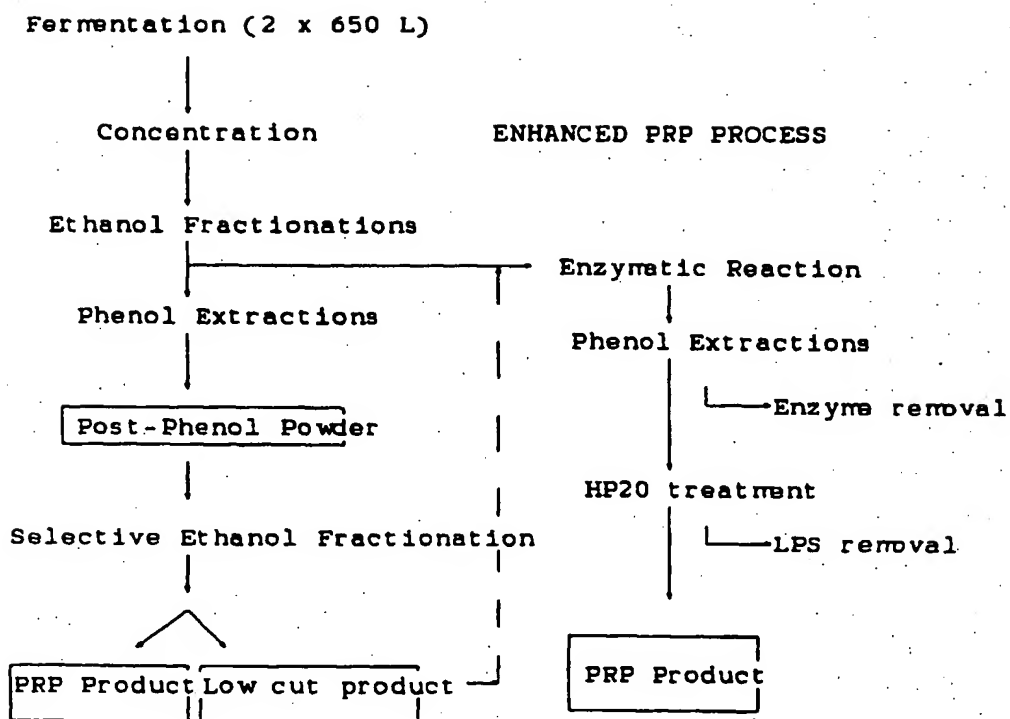 Fermentation (2 x 650 L)
Concentration
ENHANCED PRP PROCESS
Ethanol Fractionations
Enzymatic Reaction
Phenol Extractions
Phenol Extractions
Enzyme removal
Post-Phenol Powder
HP20 treatment
Selective Ethanol Fractionation
LPS removal
PRP Product
Low cut product
PRP Product